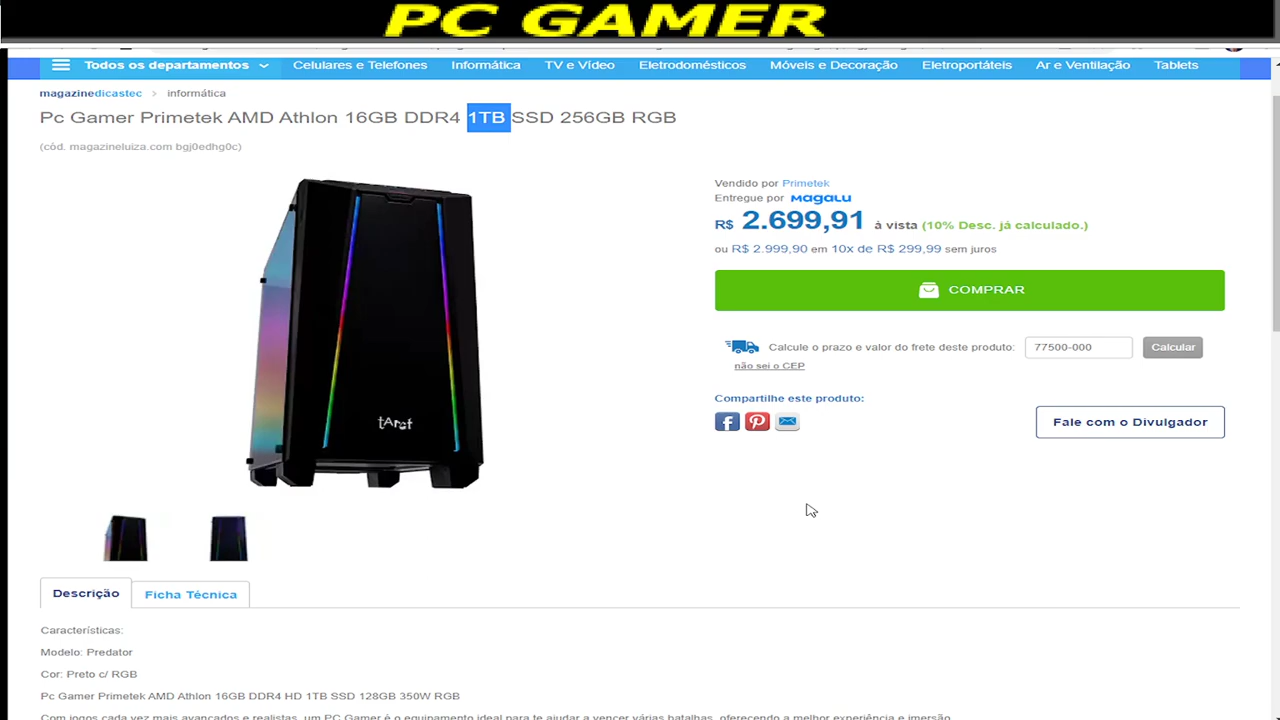 PC GAMER
Todos os departamentos
Celulares e Telefones
Informática
TV e Vídeo
Eletrodomésticos
Móveis e Decoração
Eletroportáteis
Ar e Ventilação
Tablets
magazinedicastec > informática
Pc Gamer Primetek AMD Athlon 16GB DDR4 1TB SSD 256GB RGB
(cód. magazineluiza.com bgj0edhg0c)
Vendido por Primetek
Entregue por Magalu
R$ 2.699,91 à vista (10% Desc. já calculado.)
ou R$ 2.999,90 em 10x de R$ 299,99 sem juros
COMPRAR
Calcule o prazo e valor do frete deste produto: 77500-000 Calcular
não sei o CEP
Compartilhe este produto:
Fale com o Divulgador
Descrição
Ficha Técnica
Características:
Modelo: Predator
Cor: Preto c/ RGB
Pc Gamer Primetek AMD Athlon 16GB DDR4 HD 1TB SSD 128GB 350W RGB
Com jogos cada vez mais avançados e realistas, um PC Gamer é o equipamento ideal para te ajudar a vencer várias batalhas, oferecendo a melhor experiência e imersão